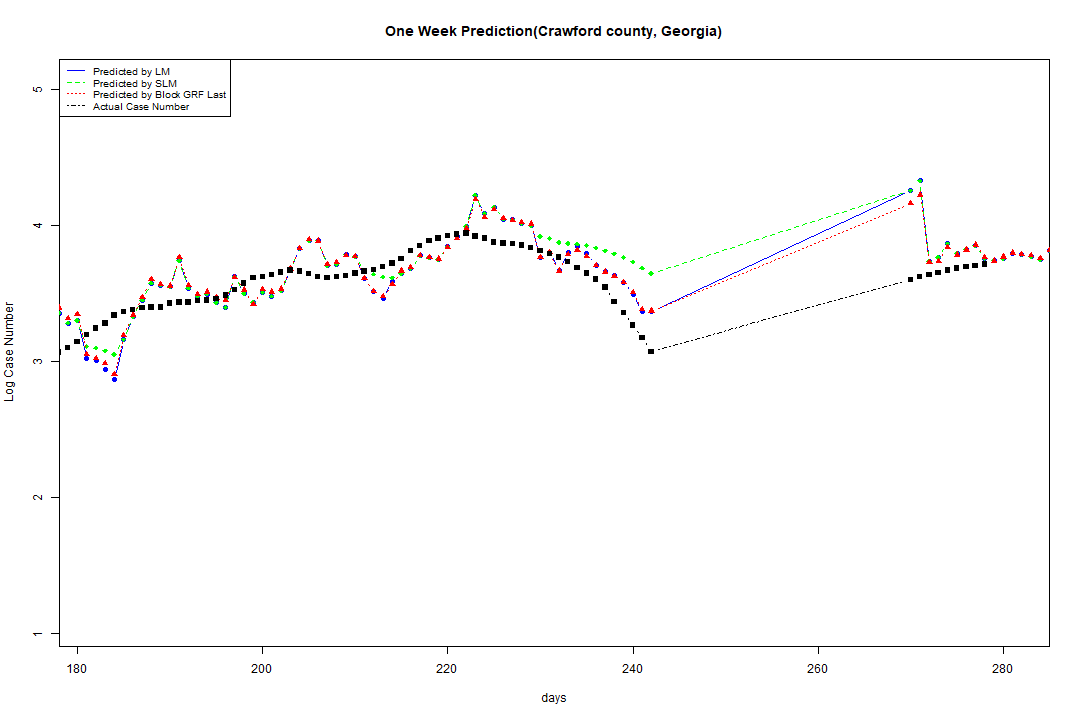 One Week Prediction(Crawford county, Georgia)
Predicted by LM
Predicted by SLM
Predicted by Block GRF Last
Actual Case Number
5
4
3
2
1
Log Case Number
180 200 220 240 260 280
days